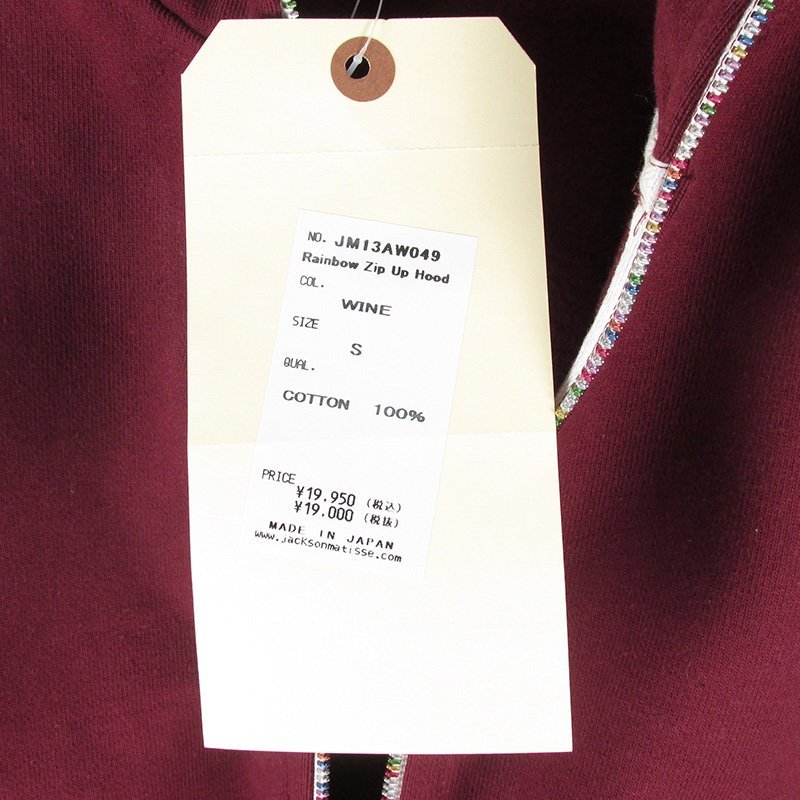 NO. JM13AW049
Rainbow Zip Up Hood
COL.
WINE
SIZE
S
QUAL.
COTTON 100%
PRICE
¥19,950 (税込)
¥19,000 (税抜)
MADE IN JAPAN
www.jacksonmatisse.com